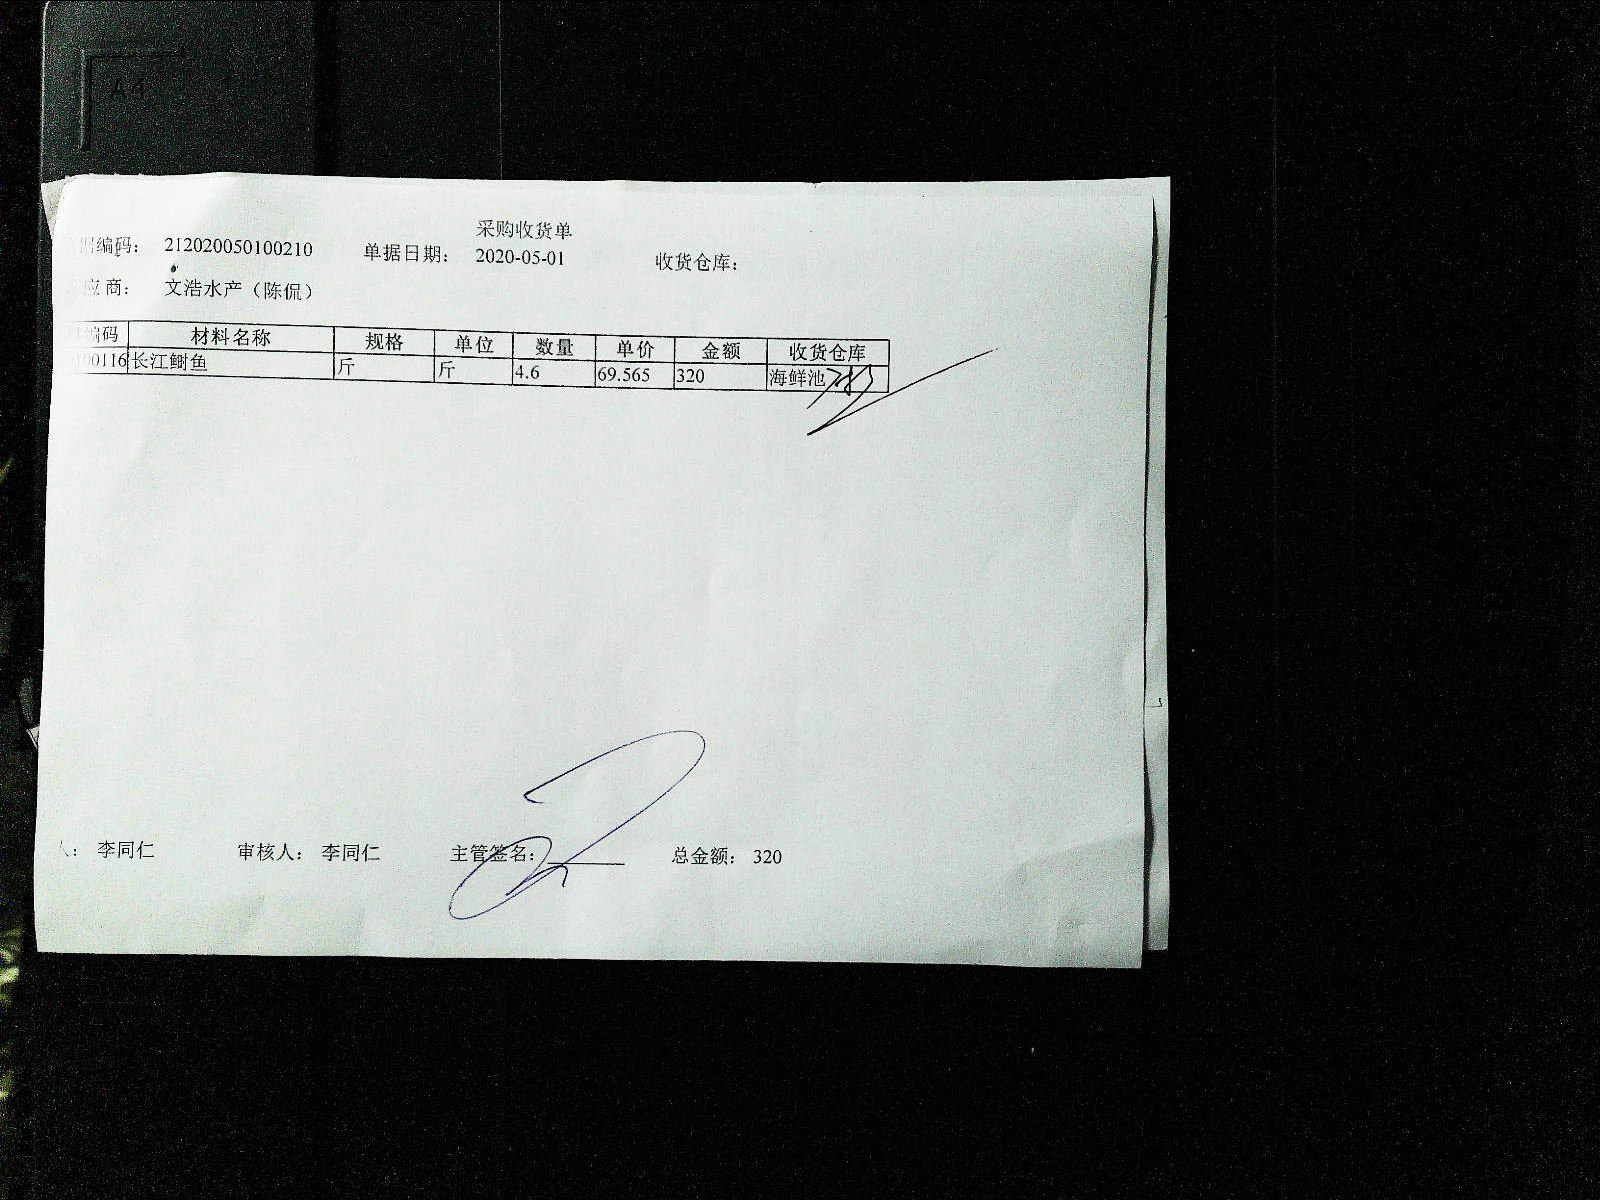 A4
采购收货单
据编码： 212020050100210 单据日期： 2020-05-01 收货仓库：
应商： 文浩水产（陈侃）
编码 材料名称 规格 单位 数量 单价 金额 收货仓库
00116 长江鲥鱼 斤 斤 4.6 69.565 320 海鲜池
人： 李同仁 审核人： 李同仁 主管签名： 总金额： 320